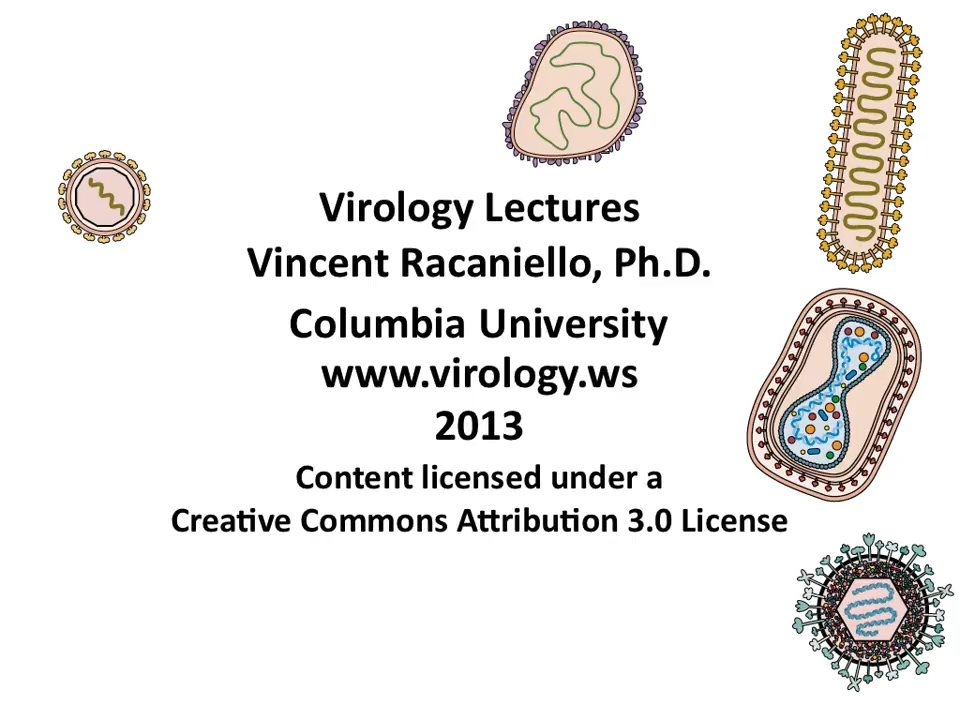 Virology Lectures
Vincent Racaniello, Ph.D.
Columbia University
www.virology.ws
2013
Content licensed under a
Creative Commons Attribution 3.0 License